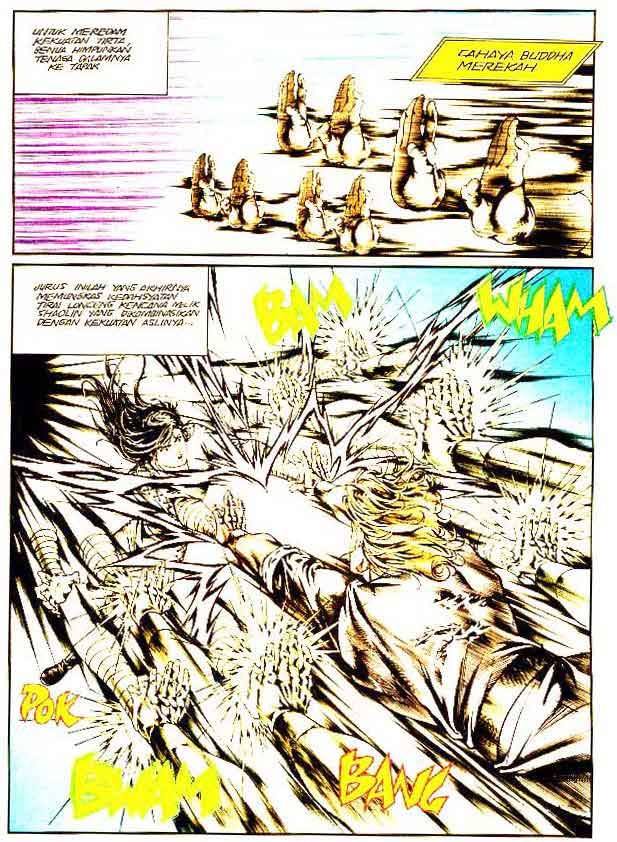 UNTUK MEREDAM
KEKUATAN TIRTA
BENUA HIMPUNKAN
TENAGA DALAMNYA
KE TAPAK
CAHAYA BUDDHA
MEREKAH
JURUS INILAH YANG AKHIRNYA
MEMUNGKAS KEDAHSYATAN
TIRAI LONCENG KENCANA MILIK
SHAOLIN YANG DIKOMBINASIKAN
DENGAN KEKUATAN ASLINYA...
BAM
WHAM
POK
BWAM
BANG